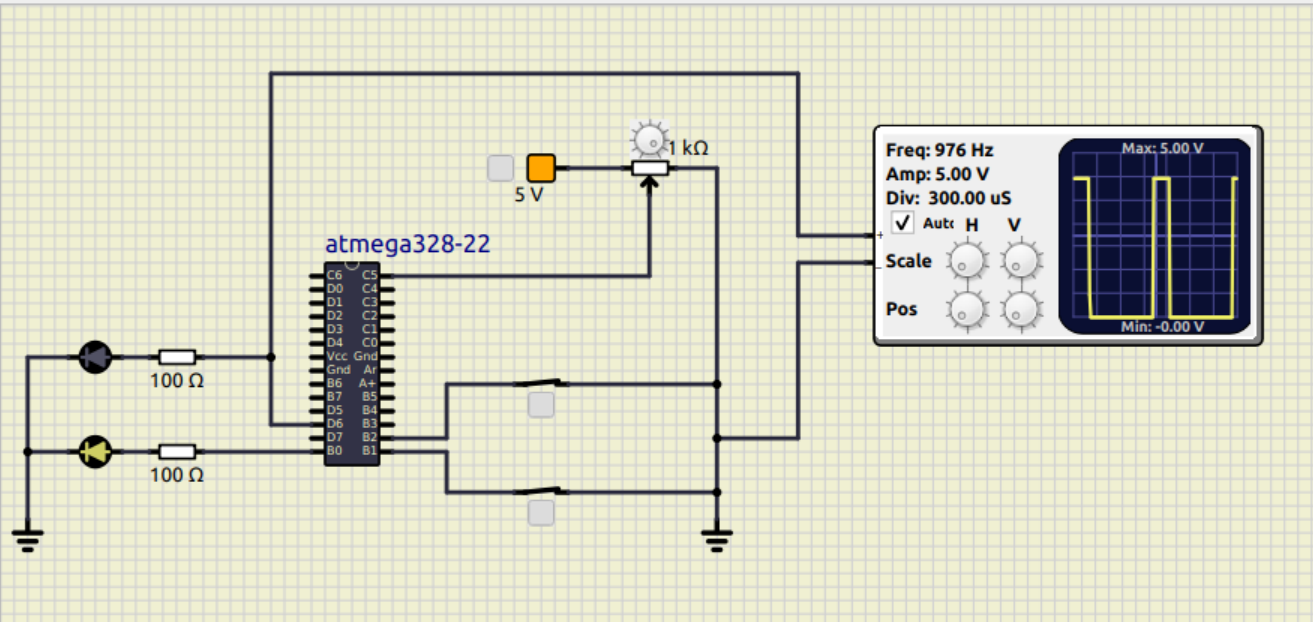 1 kΩ
5 V
Freq: 976 Hz
Amp: 5.00 V
Div: 300.00 uS
✓ Auto H V
Scale
Pos
+
-
Max: 5.00 V
Min: -0.00 V
atmega328-22
C6 C5
D0 C4
D1 C3
D2 C2
D3 C1
D4 C0
Vcc Gnd
Gnd Ar
B6 A+
B7 B5
D5 B4
D6 B3
D7 B2
B0 B1
100 Ω
100 Ω